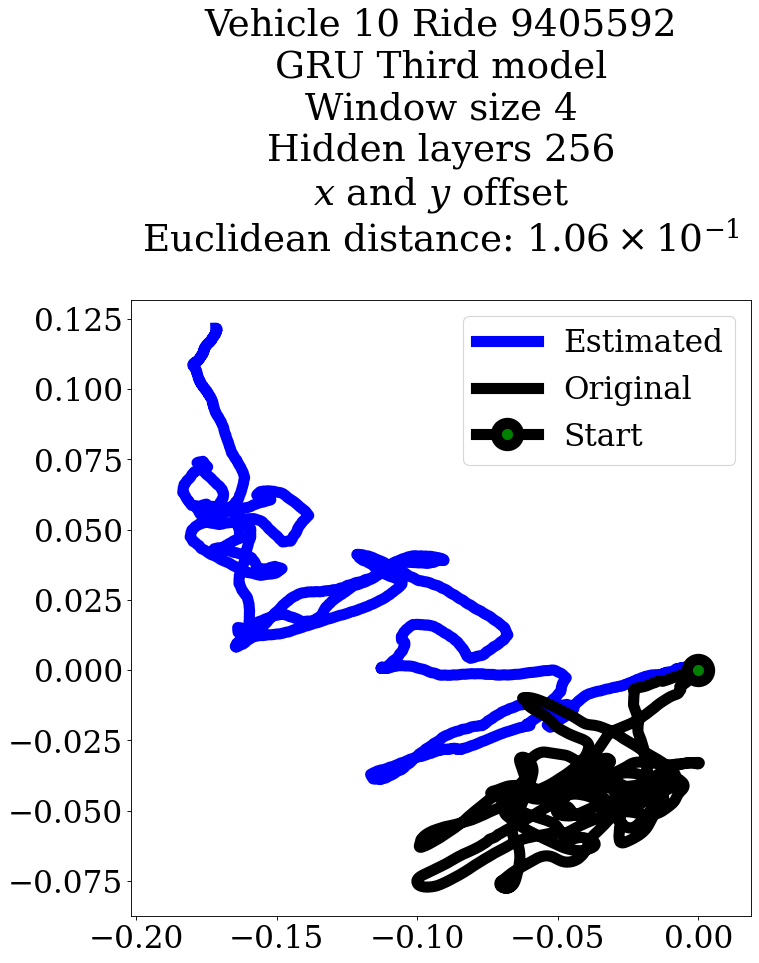 Vehicle 10 Ride 9405592
GRU Third model
Window size 4
Hidden layers 256
x and y offset
Euclidean distance: 1.06 × 10⁻¹
Estimated
Original
Start
0.125
0.100
0.075
0.050
0.025
0.000
−0.025
−0.050
−0.075
−0.20 −0.15 −0.10 −0.05 0.00